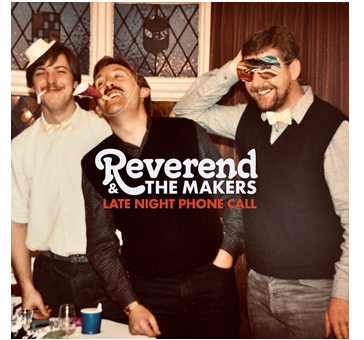 Reverend
& THE MAKERS
LATE NIGHT PHONE CALL